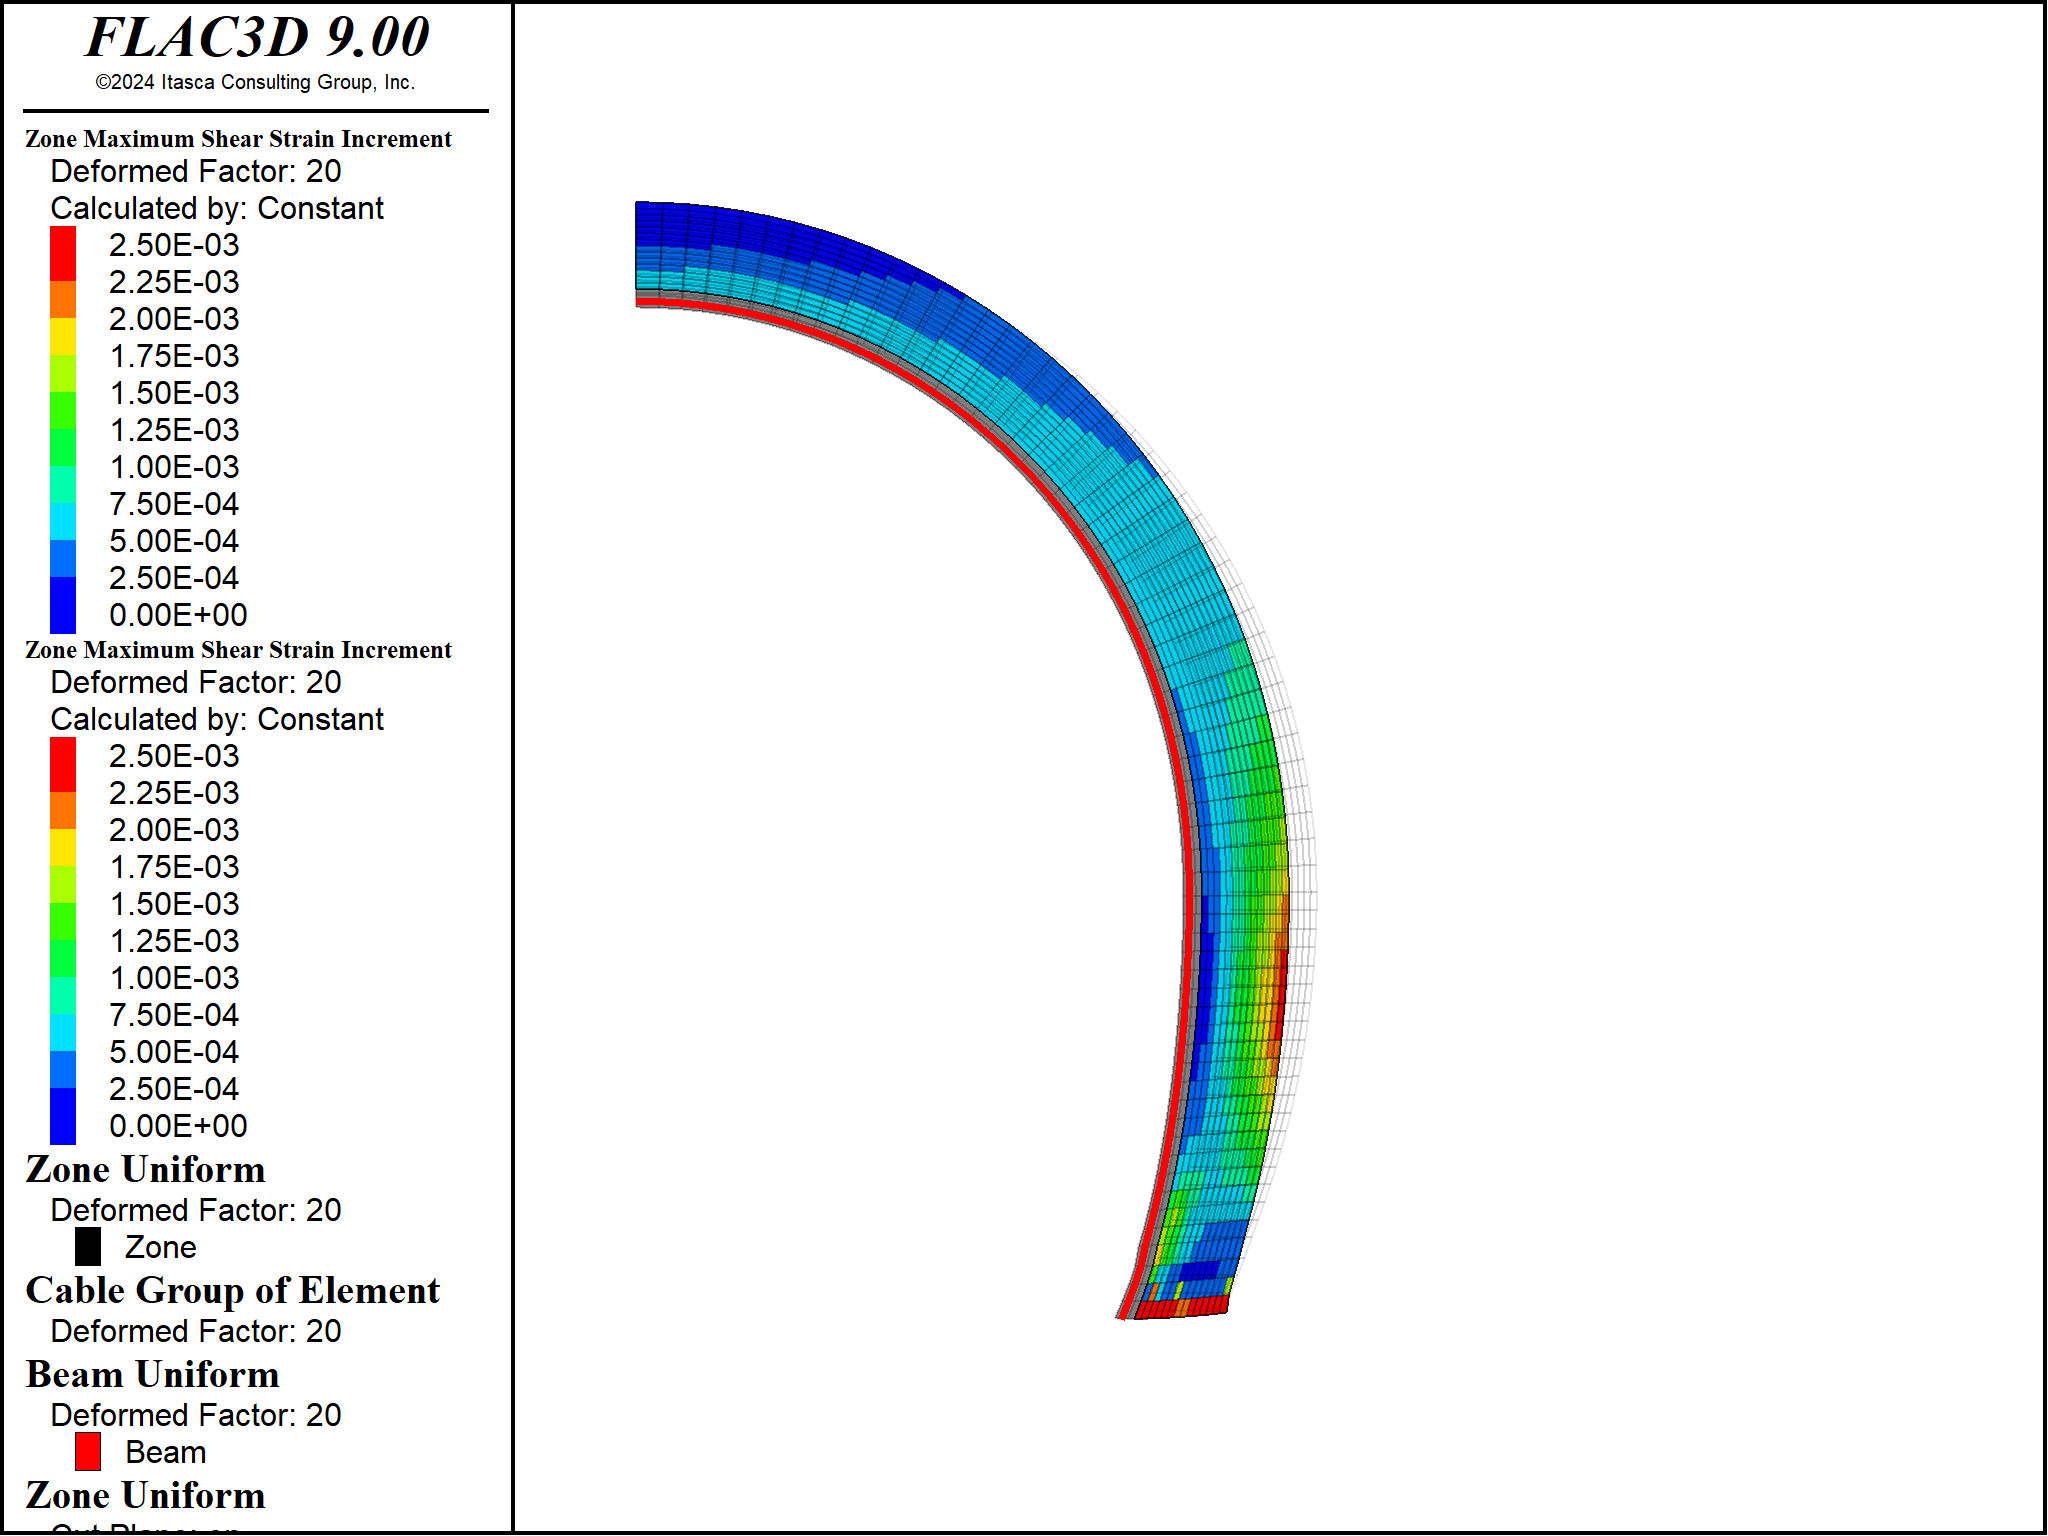 FLAC3D 9.00
©2024 Itasca Consulting Group, Inc.
Zone Maximum Shear Strain Increment
Deformed Factor: 20
Calculated by: Constant
2.50E-03
2.25E-03
2.00E-03
1.75E-03
1.50E-03
1.25E-03
1.00E-03
7.50E-04
5.00E-04
2.50E-04
0.00E+00
Zone Maximum Shear Strain Increment
Deformed Factor: 20
Calculated by: Constant
2.50E-03
2.25E-03
2.00E-03
1.75E-03
1.50E-03
1.25E-03
1.00E-03
7.50E-04
5.00E-04
2.50E-04
0.00E+00
Zone Uniform
Deformed Factor: 20
Zone
Cable Group of Element
Deformed Factor: 20
Beam Uniform
Deformed Factor: 20
Beam
Zone Uniform